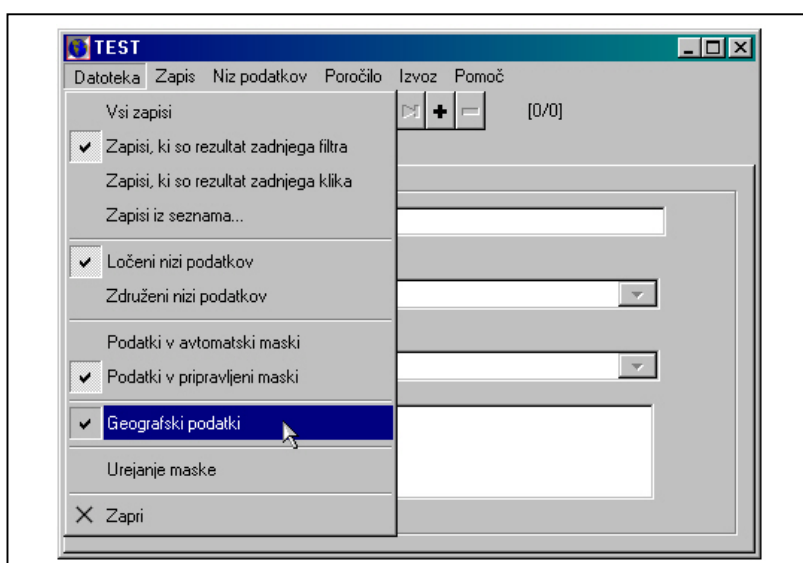 TEST
Datoteka Zapis Niz podatkov Poročilo Izvoz Pomoč
[0/0]
Vsi zapisi
Zapisi, ki so rezultat zadnjega filtra
Zapisi, ki so rezultat zadnjega klika
Zapisi iz seznama...
Ločeni nizi podatkov
Združeni nizi podatkov
Podatki v avtomatski maski
Podatki v pripravljeni maski
Geografski podatki
Urejanje maske
Zapri